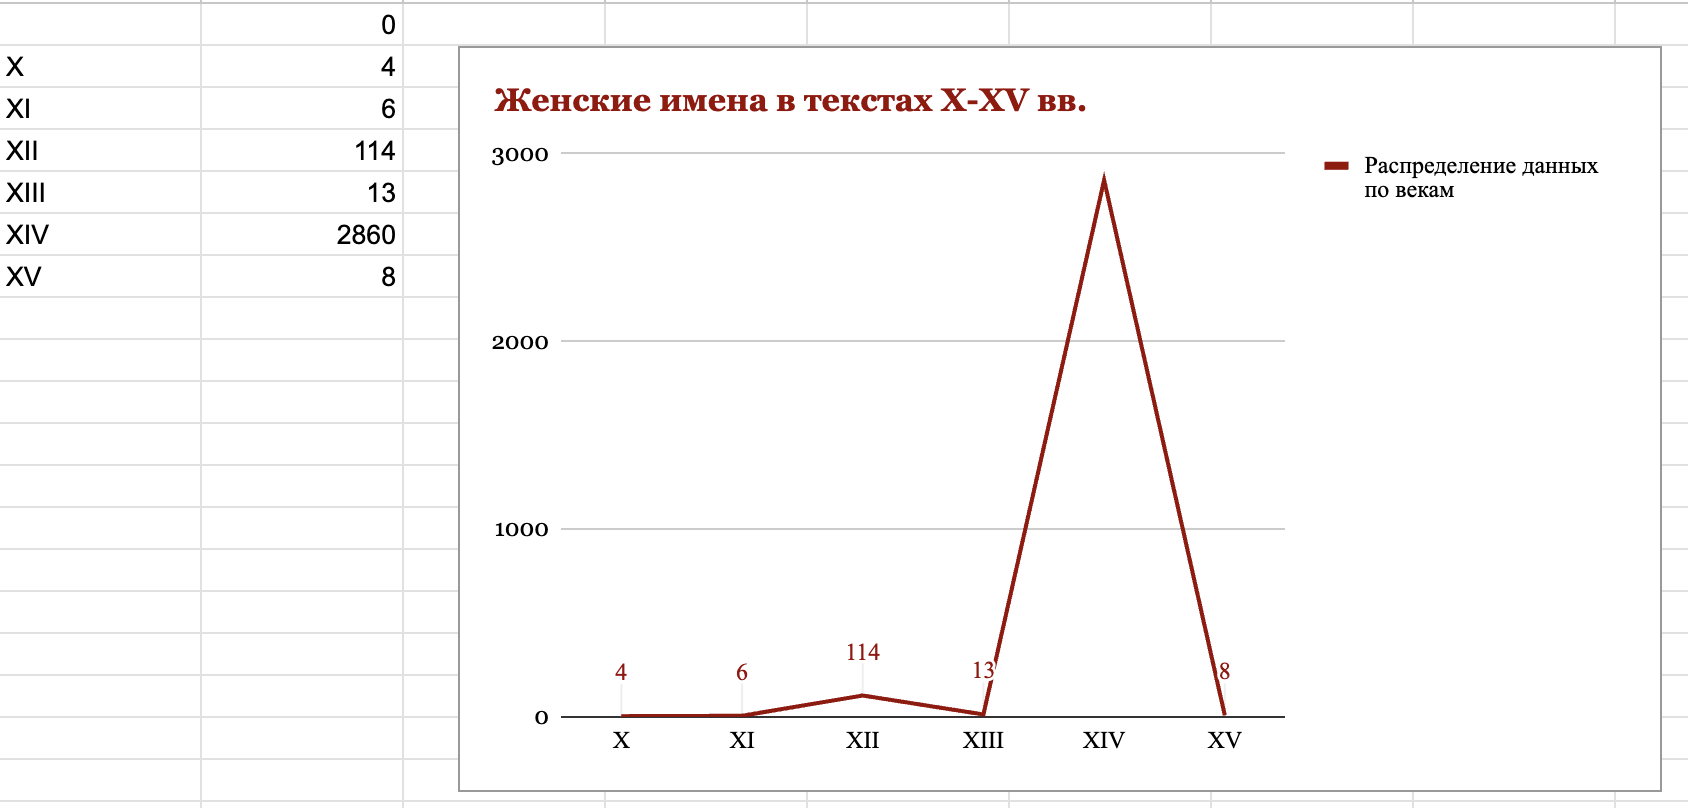 0
X 4
XI 6
XII 114
XIII 13
XIV 2860
XV 8
Женские имена в текстах X-XV вв.
3000
2000
1000
0
Распределение данных
по векам
4 6 114 13 8
X XI XII XIII XIV XV